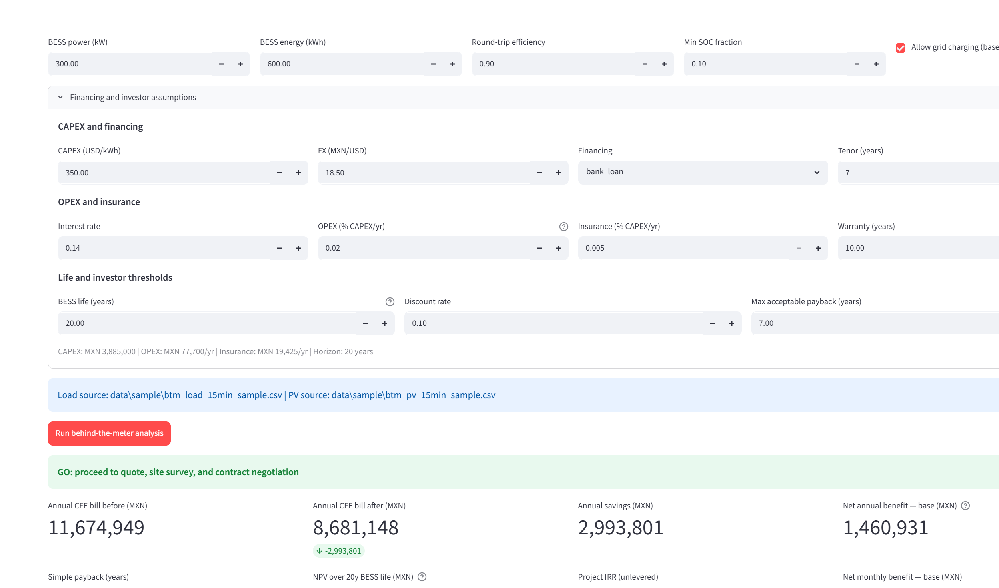 BESS power (kW)
BESS energy (kWh)
Round-trip efficiency
Min SOC fraction
Allow grid charging (base
300.00
600.00
0.90
0.10
Financing and investor assumptions
CAPEX and financing
CAPEX (USD/kWh)
FX (MXN/USD)
Financing
Tenor (years)
350.00
18.50
bank_loan
7
OPEX and insurance
Interest rate
OPEX (% CAPEX/yr)
Insurance (% CAPEX/yr)
Warranty (years)
0.14
0.02
0.005
10.00
Life and investor thresholds
BESS life (years)
Discount rate
Max acceptable payback (years)
20.00
0.10
7.00
CAPEX: MXN 3,885,000 | OPEX: MXN 77,700/yr | Insurance: MXN 19,425/yr | Horizon: 20 years
Load source: data\sample\btm_load_15min_sample.csv | PV source: data\sample\btm_pv_15min_sample.csv
Run behind-the-meter analysis
GO: proceed to quote, site survey, and contract negotiation
Annual CFE bill before (MXN)
Annual CFE bill after (MXN)
Annual savings (MXN)
Net annual benefit — base (MXN)
11,674,949
8,681,148
2,993,801
1,460,931
↓ -2,993,801
Simple payback (years)
NPV over 20y BESS life (MXN)
Project IRR (unlevered)
Net monthly benefit — base (MXN)